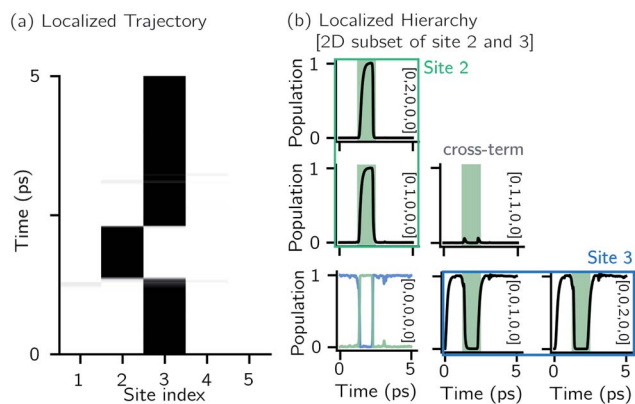 (a) Localized Trajectory
5
Time (ps)
0
1 2 3 4 5
Site index
(b) Localized Hierarchy
[2D subset of site 2 and 3]
Site 2
1
Population
0
[0,2,0,0,0]
cross-term
1
Population
0
[0,1,0,0,0]
[0,1,1,0,0]
Site 3
1
Population
0
[0,0,0,0,0]
[0,0,1,0,0]
[0,0,2,0,0]
0 5 0 5 0 5
Time (ps) Time (ps) Time (ps)